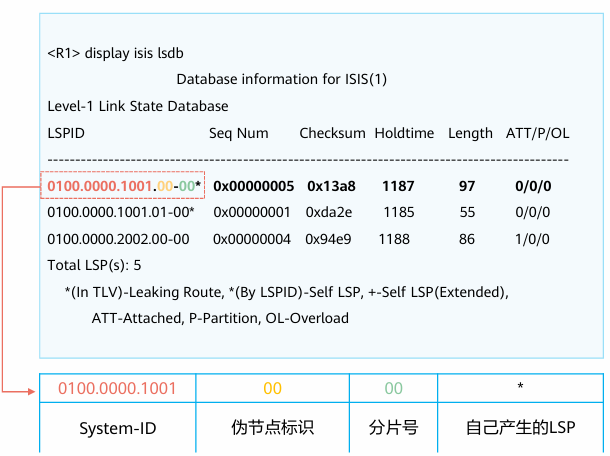 <R1> display isis lsdb
Database information for ISIS(1)
Level-1 Link State Database
LSPID Seq Num Checksum Holdtime Length ATT/P/OL
--------------------------------------------------------------------------------
0100.0000.1001.00-00* 0x00000005 0x13a8 1187 97 0/0/0
0100.0000.1001.01-00* 0x00000001 0xda2e 1185 55 0/0/0
0100.0000.2002.00-00 0x00000004 0x94e9 1188 86 1/0/0
Total LSP(s): 5
*(In TLV)-Leaking Route, *(By LSPID)-Self LSP, +-Self LSP(Extended),
ATT-Attached, P-Partition, OL-Overload
0100.0000.1001 00 00 *
System-ID 伪节点标识 分片号 自己产生的LSP